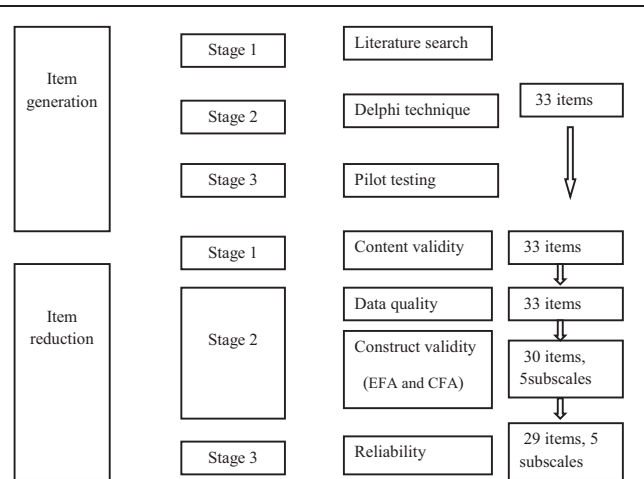 Item
generation
Stage 1
Literature search
Stage 2
Delphi technique
33 items
Stage 3
Pilot testing
Item
reduction
Stage 1
Content validity
33 items
Stage 2
Data quality
33 items
Construct validity
(EFA and CFA)
30 items,
5subscales
Stage 3
Reliability
29 items, 5
subscales